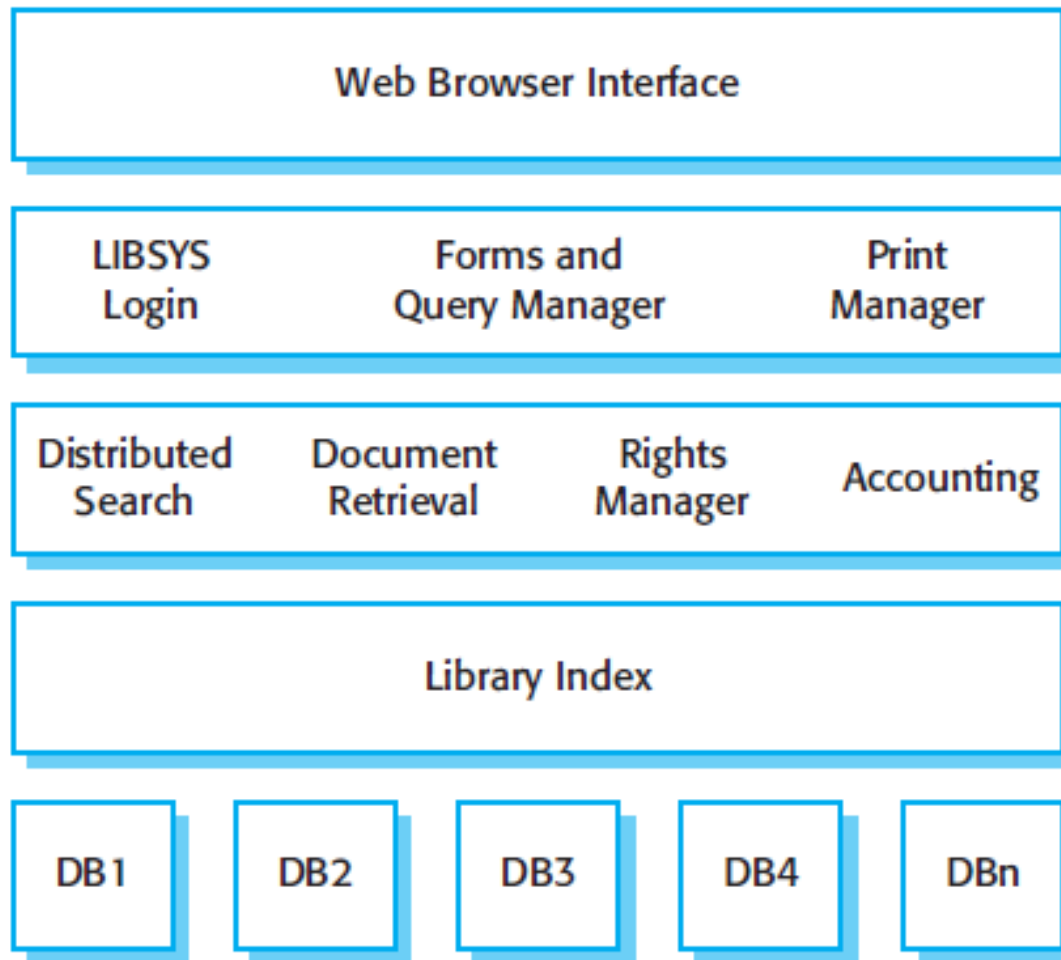 Web Browser Interface
LIBSYS
Login
Forms and
Query Manager
Print
Manager
Distributed
Search
Document
Retrieval
Rights
Manager
Accounting
Library Index
DB1
DB2
DB3
DB4
DBn